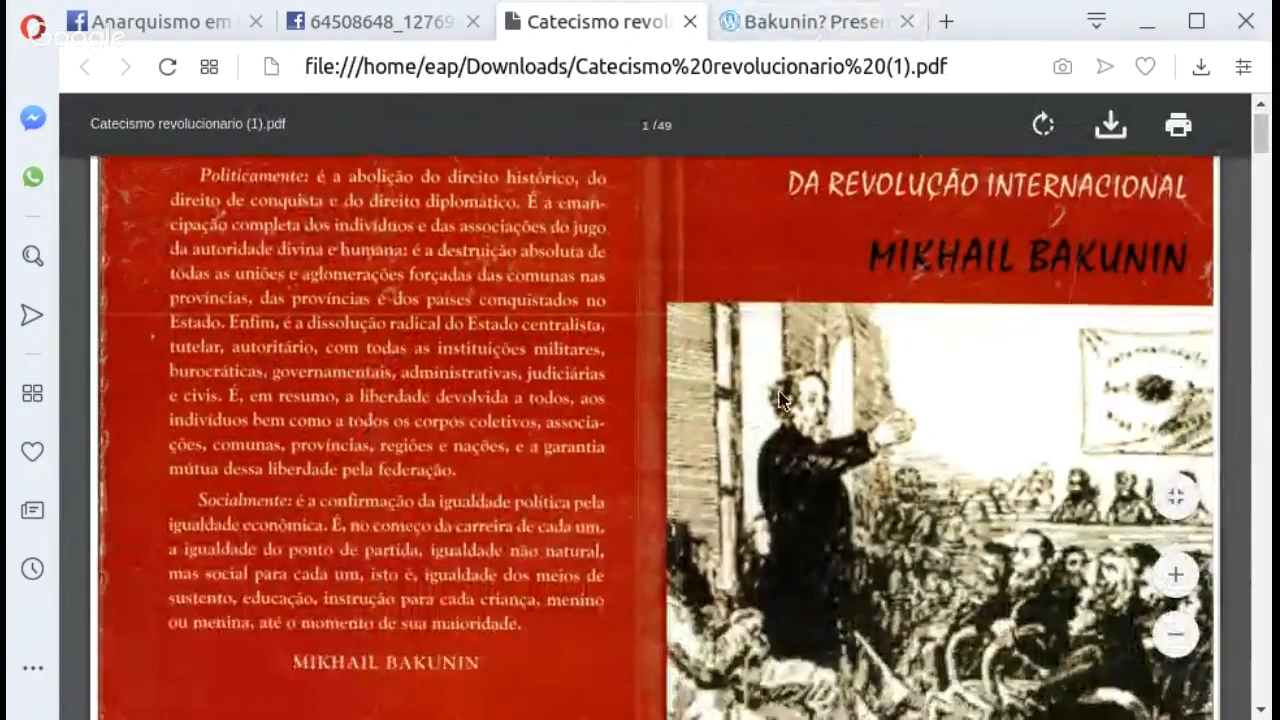 Anarquismo em
64508648_12769
Catecismo revol
Bakunin? Presen
Google
file:///home/eap/Downloads/Catecismo%20revolucionario%20(1).pdf
Catecismo revolucionario (1).pdf
1 / 49
Politicamente: é a abolição do direito histórico, do
direito de conquista e do direito diplomático. É a eman-
cipação completa dos indivíduos e das associações do jugo
da autoridade divina e humana: é a destruição absoluta de
todas as uniões e aglomerações forçadas das comunas nas
províncias, das províncias e dos países conquistados no
Estado. Enfim, é a dissolução radical do Estado centralista,
tutelar, autoritário, com todas as instituições militares,
burocráticas, governamentais, administrativas, judiciárias
e civis. É, em resumo, a liberdade devolvida a todos, aos
indivíduos bem como a todos os corpos coletivos, associa-
ções, comunas, províncias, regiões e nações, e a garantia
mútua dessa liberdade pela federação.
Socialmente: é a confirmação da igualdade política pela
igualdade econômica. É, no começo da carreira de cada um,
a igualdade do ponto de partida, igualdade não natural,
mas social para cada um, isto é, igualdade dos meios de
sustento, educação, instrução para cada criança, menino
ou menina, até o momento de sua maioridade.
MIKHAIL BAKUNIN
DA REVOLUÇÃO INTERNACIONAL
MIKHAIL BAKUNIN